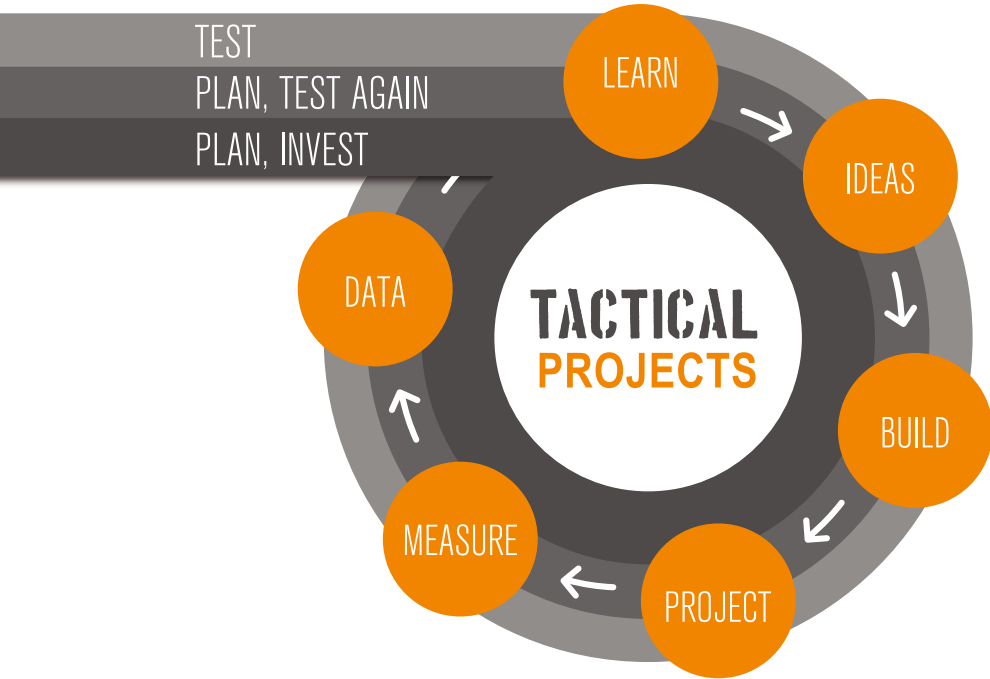 TEST
PLAN, TEST AGAIN
PLAN, INVEST
LEARN
IDEAS
BUILD
PROJECT
MEASURE
DATA
TACTICAL
PROJECTS